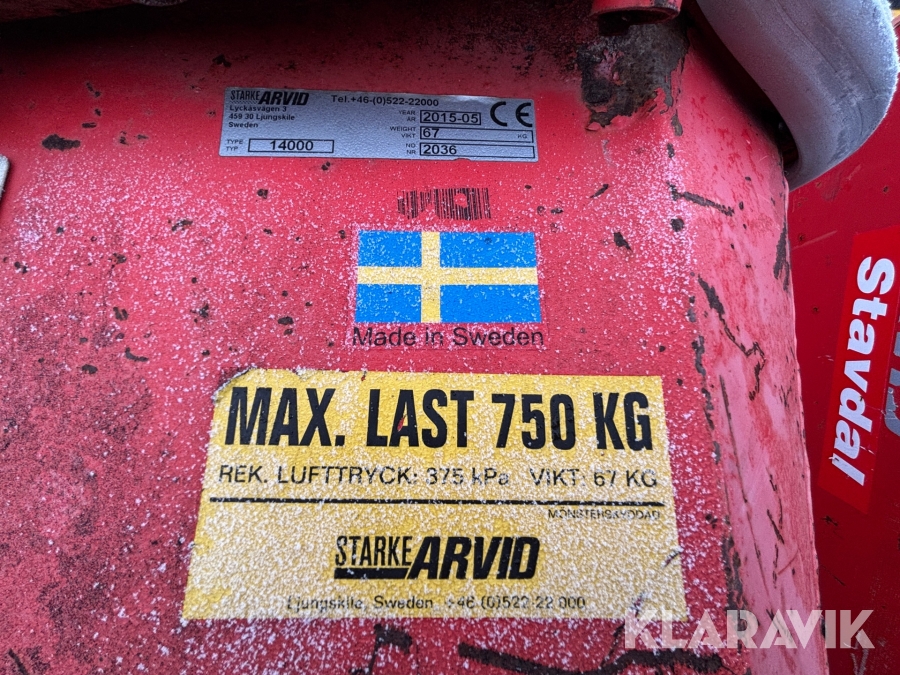 STARKE ARVID
Tel.+46-(0)522-22000
Lyckåsvägen 3
459 30 Ljungskile
Sweden
YEAR
ÅR 2015-05
CE
WEIGHT
VIKT 67 KG
TYPE
TYP 14000
NO
NR 2036
Made in Sweden
MAX. LAST 750 KG
REK. LUFTTRYCK: 375 kPa VIKT: 67 KG
MÖNSTERSKYDDAD
STARKE ARVID
Ljungskile, Sweden +46 (0)522-22 000
Stavdal
KLARAVIK